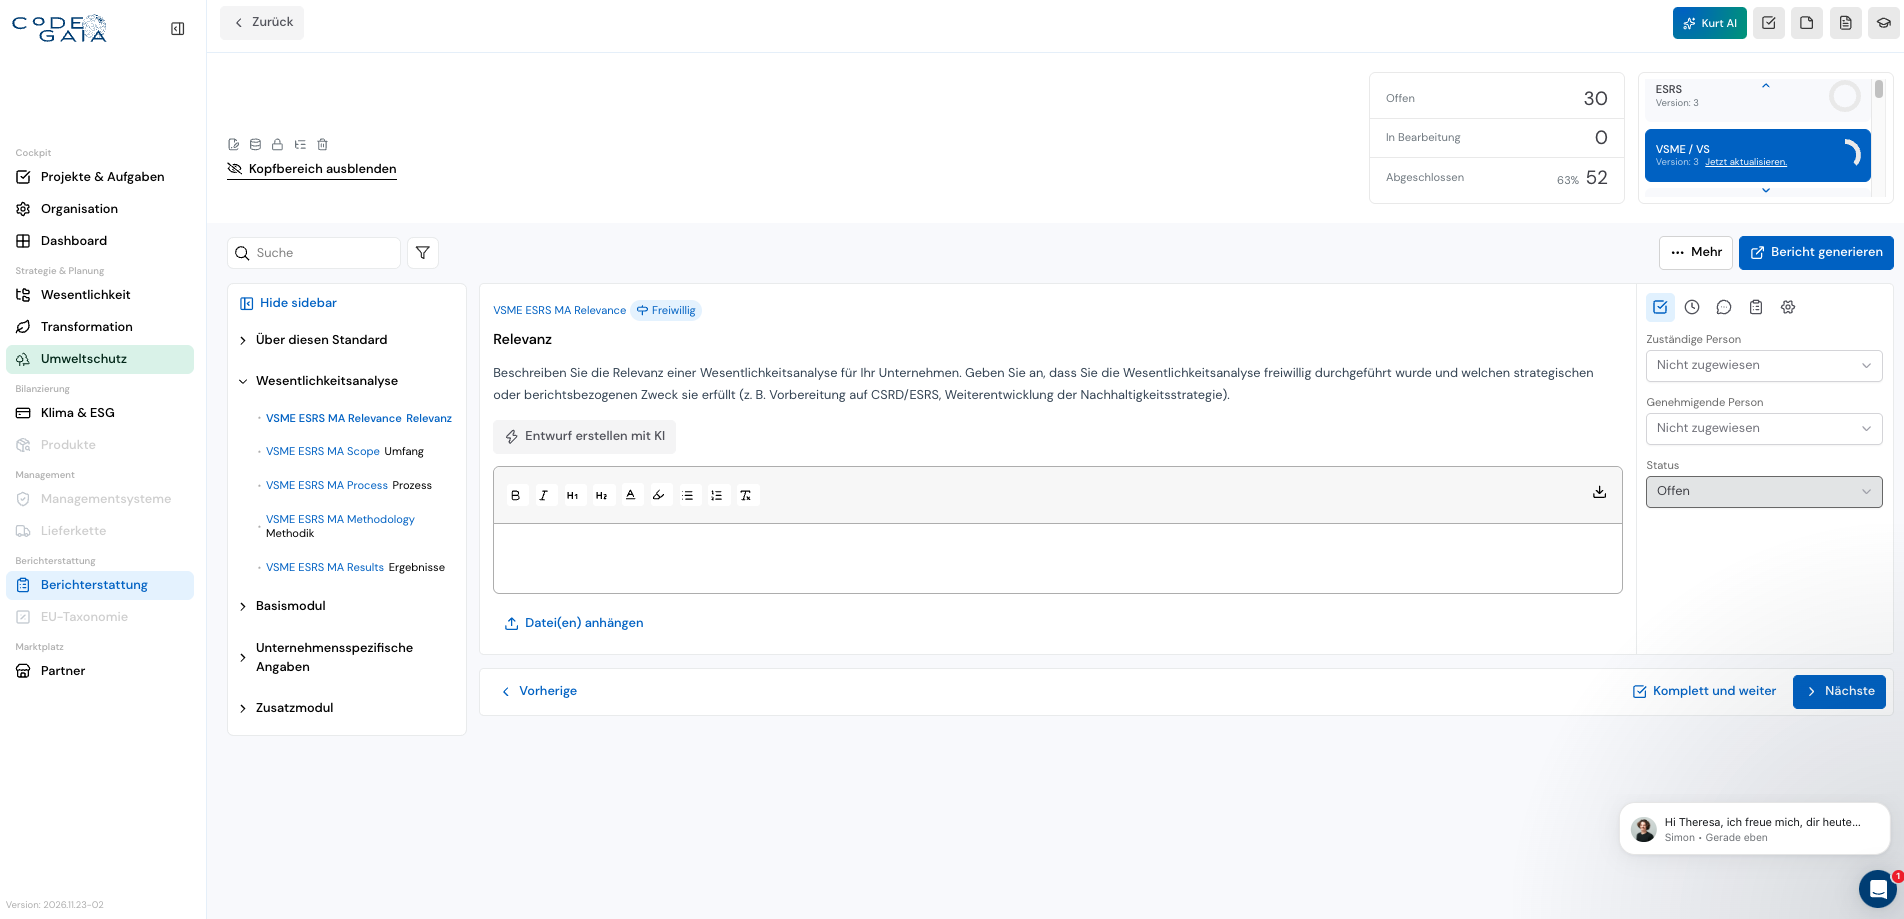 CODE GAIA
Zurück
Kurt AI
Cockpit
Projekte & Aufgaben
Organisation
Dashboard
Strategie & Planung
Wesentlichkeit
Transformation
Umweltschutz
Bilanzierung
Klima & ESG
Produkte
Management
Managementsysteme
Lieferkette
Berichterstattung
Berichterstattung
EU-Taxonomie
Marktplatz
Partner
Version: 2026.11.23-02
Kopfbereich ausblenden
Offen 30
In Bearbeitung 0
Abgeschlossen 63% 52
ESRS
Version: 3
VSME / VS
Version: 3 Jetzt aktualisieren.
Suche
Mehr
Bericht generieren
Hide sidebar
Über diesen Standard
Wesentlichkeitsanalyse
VSME ESRS MA Relevance Relevanz
VSME ESRS MA Scope Umfang
VSME ESRS MA Process Prozess
VSME ESRS MA Methodology
Methodik
VSME ESRS MA Results Ergebnisse
Basismodul
Unternehmensspezifische
Angaben
Zusatzmodul
VSME ESRS MA Relevance Freiwillig
Relevanz
Beschreiben Sie die Relevanz einer Wesentlichkeitsanalyse für Ihr Unternehmen. Geben Sie an, dass Sie die Wesentlichkeitsanalyse freiwillig durchgeführt wurde und welchen strategischen
oder berichtsbezogenen Zweck sie erfüllt (z. B. Vorbereitung auf CSRD/ESRS, Weiterentwicklung der Nachhaltigkeitsstrategie).
Entwurf erstellen mit KI
B I H1 H2 A
Datei(en) anhängen
Zuständige Person
Nicht zugewiesen
Genehmigende Person
Nicht zugewiesen
Status
Offen
Vorherige
Komplett und weiter
Nächste
Hi Theresa, ich freue mich, dir heute...
Simon • Gerade eben
1